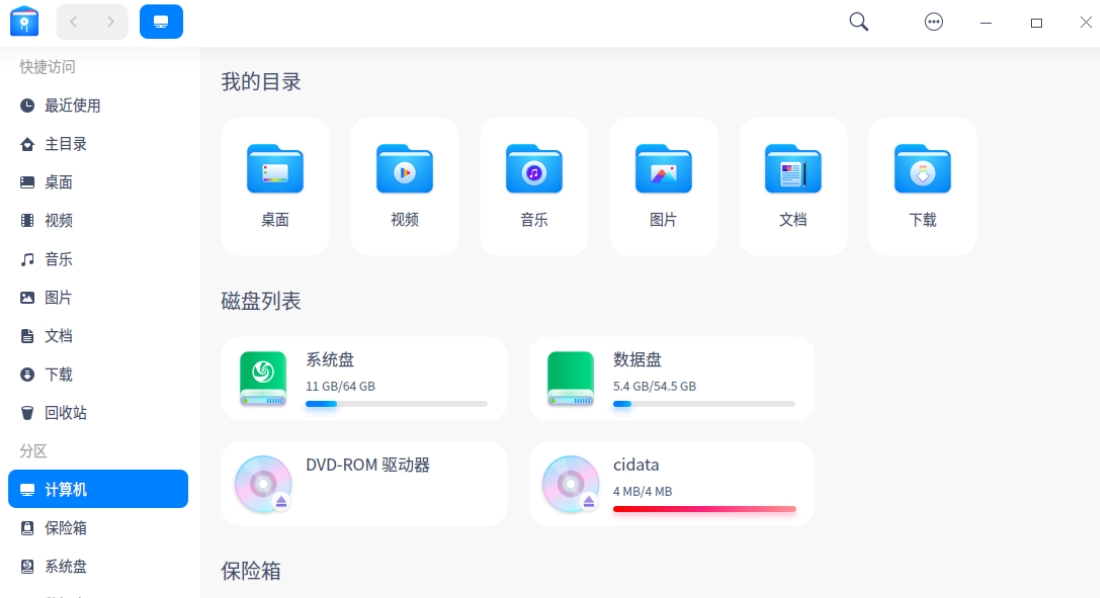 快捷访问
最近使用
主目录
桌面
视频
音乐
图片
文档
下载
回收站
分区
计算机
保险箱
系统盘
我的目录
桌面
视频
音乐
图片
文档
下载
磁盘列表
系统盘
11 GB/64 GB
数据盘
5.4 GB/54.5 GB
DVD-ROM 驱动器
cidata
4 MB/4 MB
保险箱